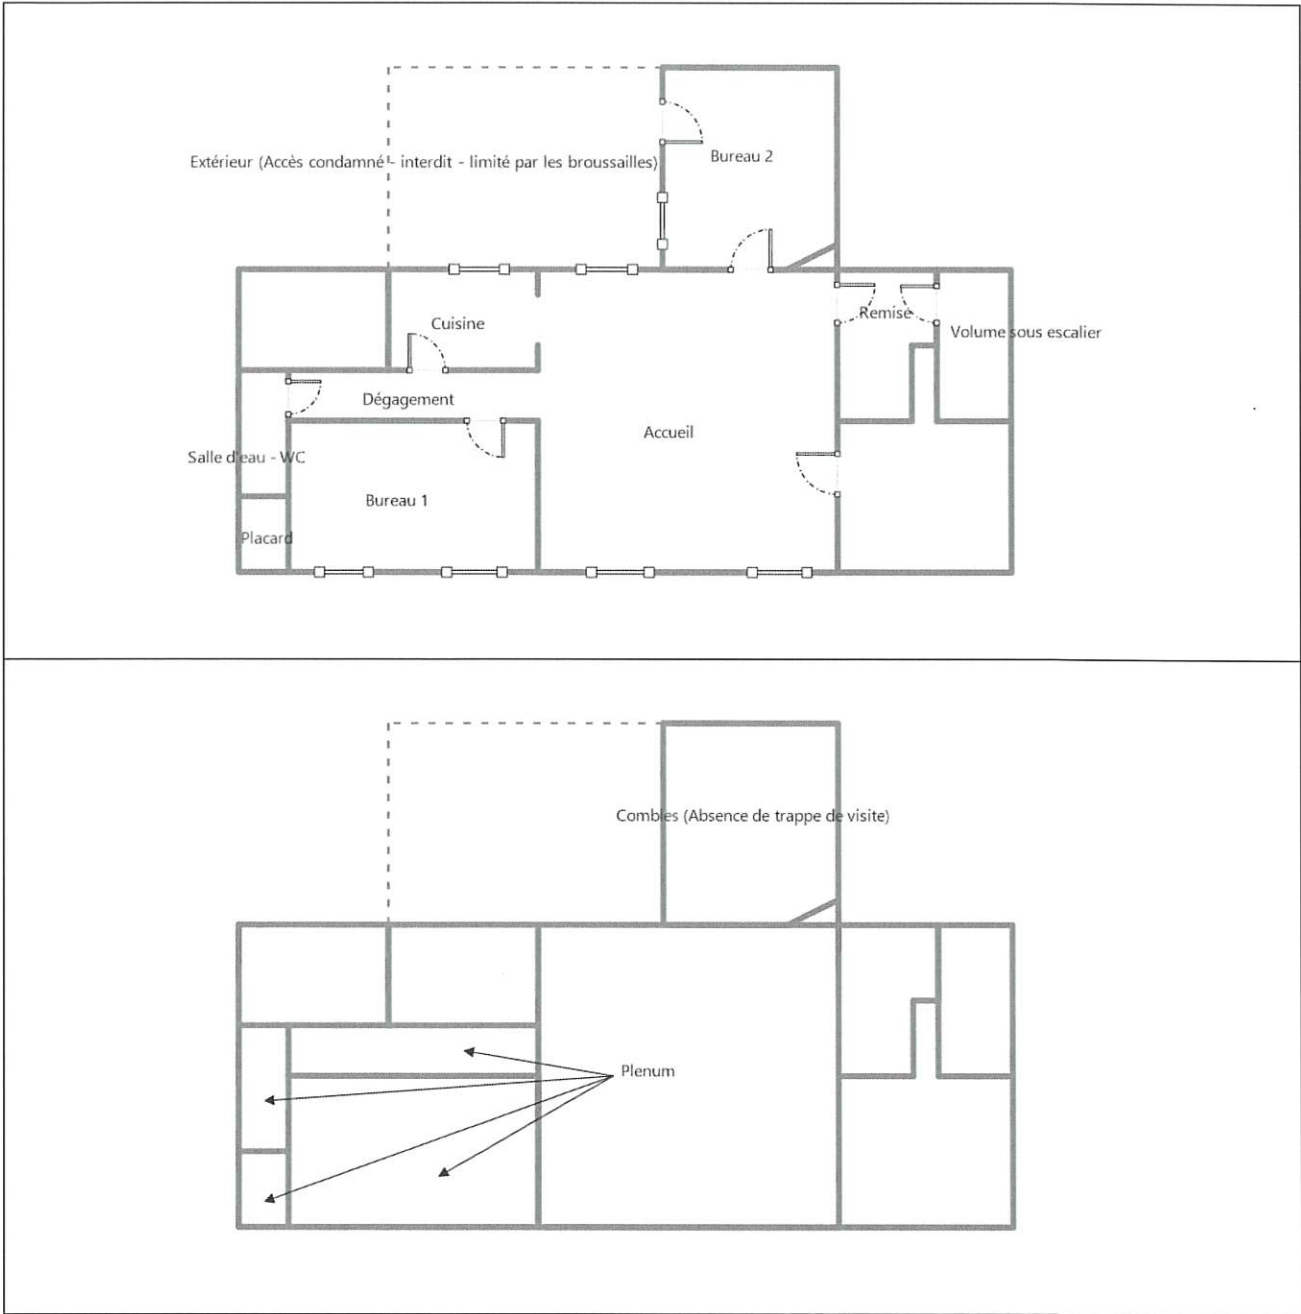 Extérieur (Accès condamné - interdit - limité par les broussailles)
Bureau 2
Cuisine
Remise
Volume sous escalier
Dégagement
Accueil
Salle d'eau - WC
Bureau 1
Placard
Combles (Absence de trappe de visite)
Plenum